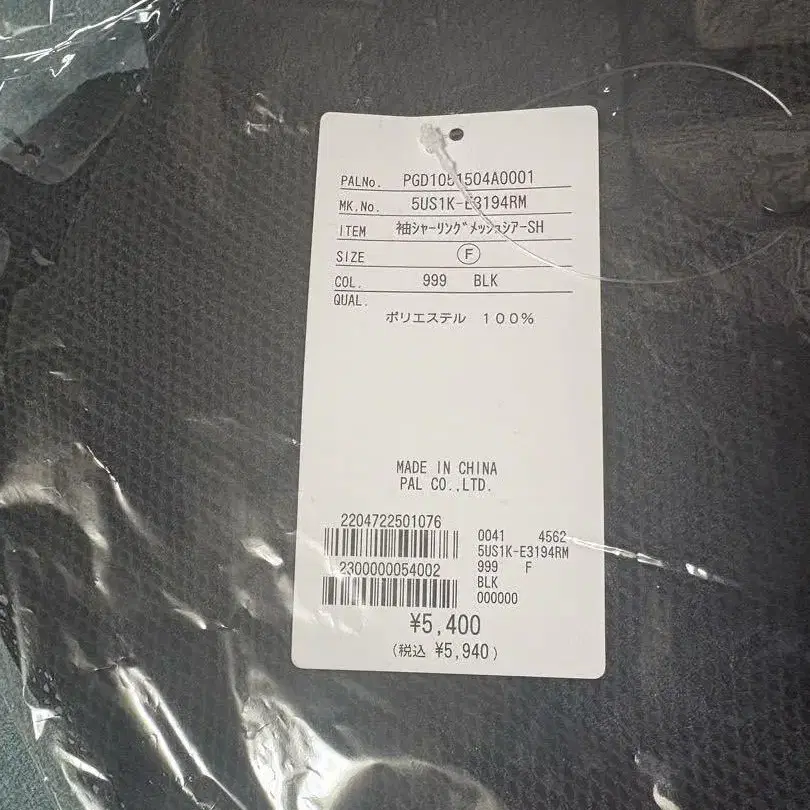 PALNo. PGD1051504A0001
MK.No. 5US1K-E3194RM
ITEM 袖ｼｬｰﾘﾝｸﾞﾒｯｼｭｼｱｰSH
SIZE F
COL. 999 BLK
QUAL.
ポリエステル １００％
MADE IN CHINA
PAL CO.,LTD.
2204722501076
2300000054002
0041 4562
5US1K-E3194RM
999 F
BLK
000000
¥5,400
(税込 ¥5,940)